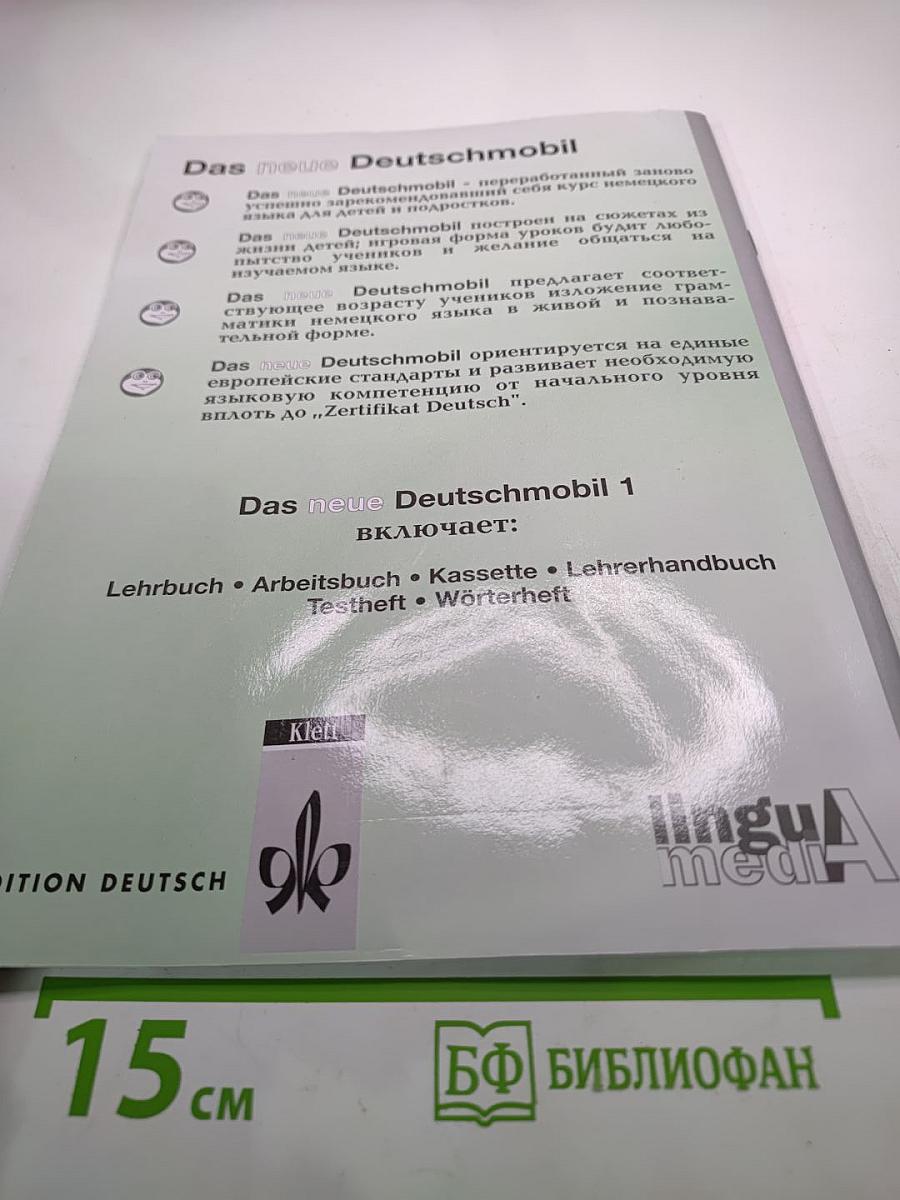 Das neue Deutschmobil
Das neue Deutschmobil - переработанный заново
успешно зарекомендовавший себя курс немецкого
языка для детей и подростков.
Das neue Deutschmobil построен на сюжетах из
жизни детей; игровая форма уроков будит любо-
пытство учеников и желание общаться на
изучаемом языке.
Das neue Deutschmobil предлагает соответ-
ствующее возрасту учеников изложение грам-
матики немецкого языка в живой и познава-
тельной форме.
Das neue Deutschmobil ориентируется на единые
европейские стандарты и развивает необходимую
языковую компетенцию от начального уровня
вплоть до „Zertifikat Deutsch".
Das neue Deutschmobil 1
включает:
Lehrbuch • Arbeitsbuch • Kassette • Lehrerhandbuch
Testheft • Wörterheft
Klett
DITION DEUTSCH
linguA
mediA
15 см
БФ БИБЛИОФАН